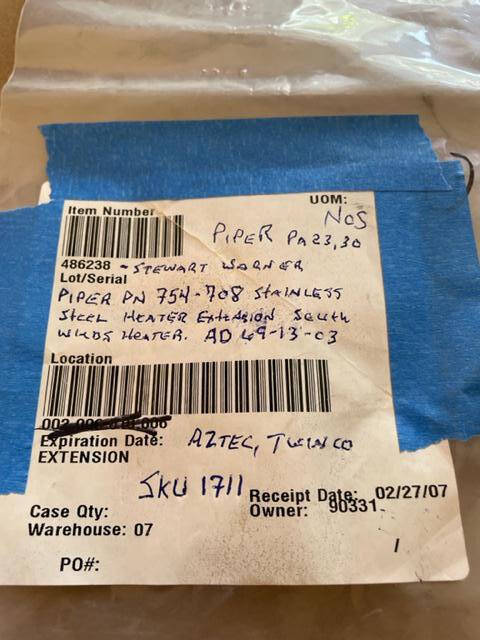 UOM:
NOS
Item Number
PIPER PA23,30
486238 - STEWART WARNER
Lot/Serial
PIPER PN 754-708 STAINLESS
STEEL HEATER EXTENSION SOUTH
WINDS HEATER. AD 69-13-03
Location
Expiration Date: AZTEC, TWINCO
EXTENSION
SKU 1711
Receipt Date: 02/27/07
Case Qty:
Owner: 90331-
Warehouse: 07
PO#:
/